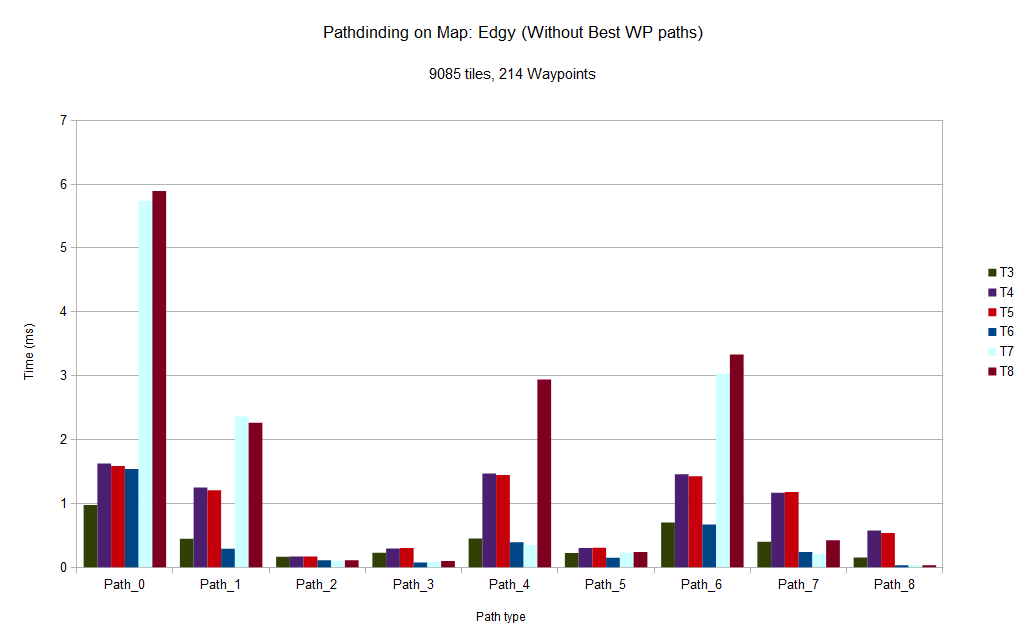 Pathdinding on Map: Edgy (Without Best WP paths)
9085 tiles, 214 Waypoints
Time (ms)
7
6
5
4
3
2
1
0
Path_0 Path_1 Path_2 Path_3 Path_4 Path_5 Path_6 Path_7 Path_8
Path type
T3
T4
T5
T6
T7
T8